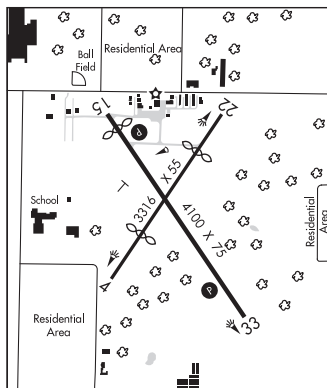 Ball
Field
Residential Area
15
22
P
3316 X 55
4100 X 75
School
Residential
Area
4
P
33
Residential
Area